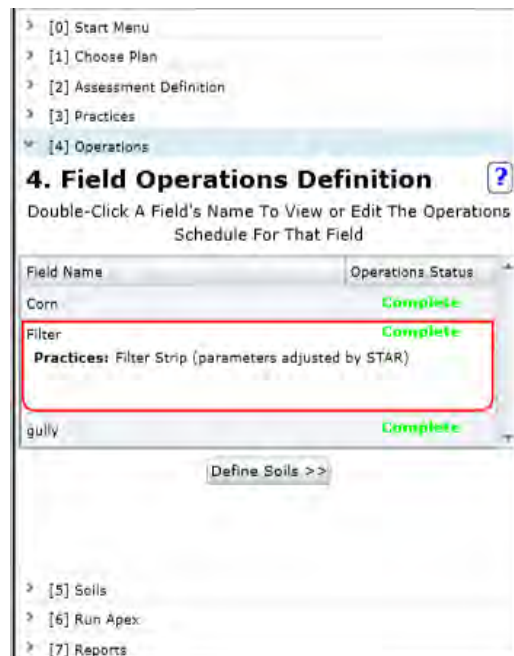 [0] Start Menu
[1] Choose Plan
[2] Assessment Definition
[3] Practices
[4] Operations
4. Field Operations Definition ?
Double-Click A Field's Name To View or Edit The Operations
Schedule For That Field
Field Name Operations Status
Corn Complete
Filter Complete
Practices: Filter Strip (parameters adjusted by STAR)
gully Complete
Define Soils >>
[5] Soils
[6] Run Apex
[7] Reports